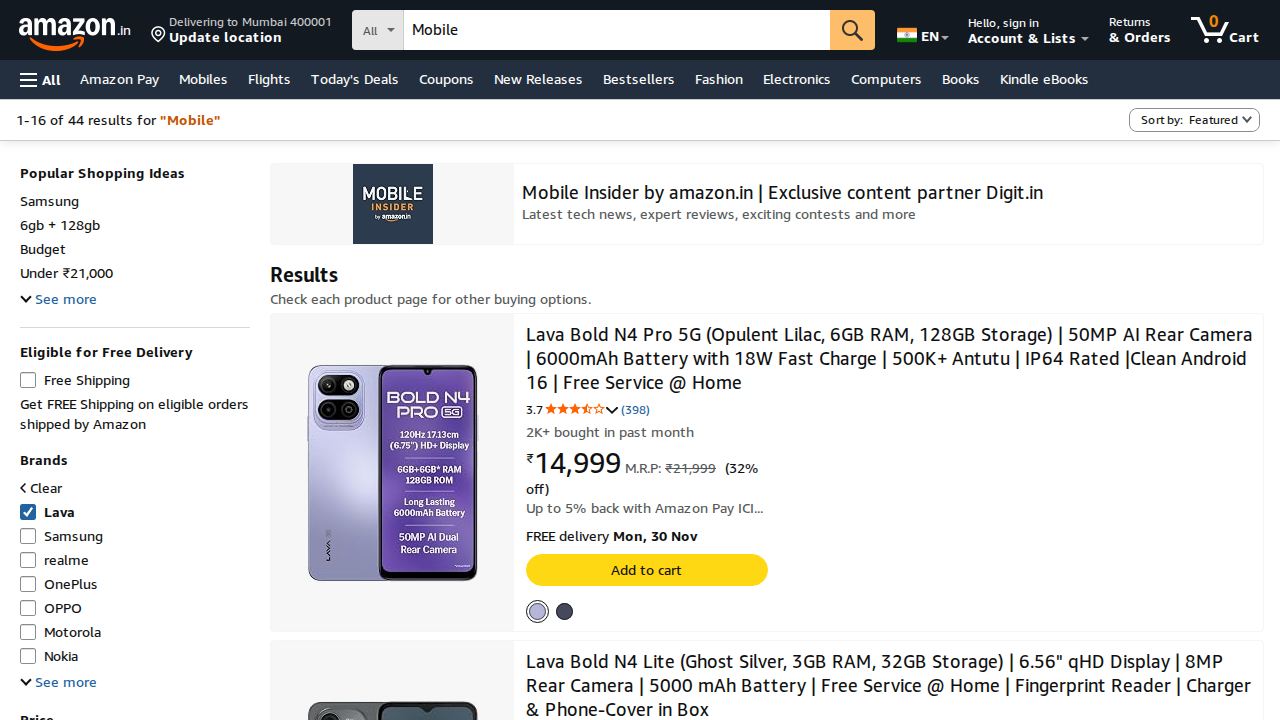 amazon.in
Delivering to Mumbai 400001
Update location
All
Mobile
EN
Hello, sign in
Account & Lists
Returns
& Orders
0
Cart
All
Amazon Pay
Mobiles
Flights
Today's Deals
Coupons
New Releases
Bestsellers
Fashion
Electronics
Computers
Books
Kindle eBooks
1-16 of 44 results for "Mobile"
Sort by: Featured
Popular Shopping Ideas
Samsung
6gb + 128gb
Budget
Under ₹21,000
See more
Eligible for Free Delivery
Free Shipping
Get FREE Shipping on eligible orders
shipped by Amazon
Brands
Clear
Lava
Samsung
realme
OnePlus
OPPO
Motorola
Nokia
See more
Price
MOBILE
INSIDER
by amazon.in
Mobile Insider by amazon.in | Exclusive content partner Digit.in
Latest tech news, expert reviews, exciting contests and more
Results
Check each product page for other buying options.
BOLD N4
PRO 5G
120Hz 17.13cm
(6.75") HD+ Display
6GB+6GB* RAM
128GB ROM
Long Lasting
6000mAh Battery
50MP AI Dual
Rear Camera
LAVA
Lava Bold N4 Pro 5G (Opulent Lilac, 6GB RAM, 128GB Storage) | 50MP AI Rear Camera
| 6000mAh Battery with 18W Fast Charge | 500K+ Antutu | IP64 Rated |Clean Android
16 | Free Service @ Home
3.7
(398)
2K+ bought in past month
₹14,999 M.R.P: ₹21,999 (32%
off)
Up to 5% back with Amazon Pay ICI...
FREE delivery Mon, 30 Nov
Add to cart
Lava Bold N4 Lite (Ghost Silver, 3GB RAM, 32GB Storage) | 6.56" qHD Display | 8MP
Rear Camera | 5000 mAh Battery | Free Service @ Home | Fingerprint Reader | Charger
& Phone-Cover in Box